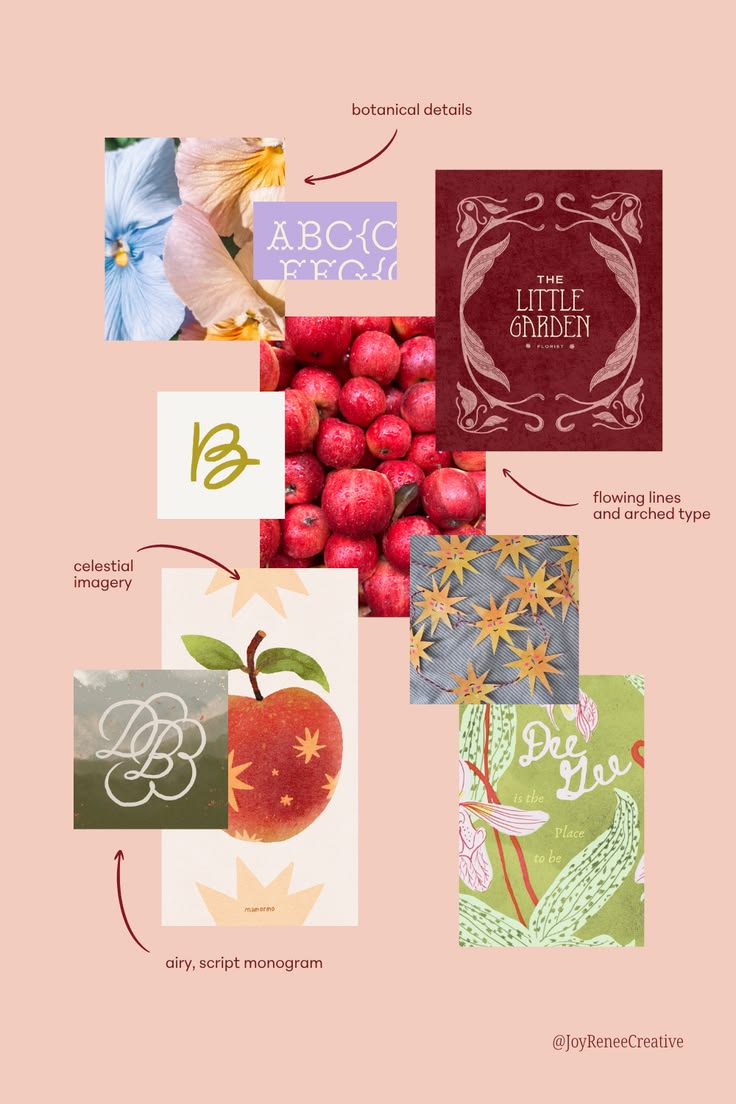 botanical details
ABC{C
EFG{
THE
LITTLE
GARDEN
FLORIST
B
flowing lines
and arched type
celestial
imagery
DB
Dee
Gee
is the
Place
to be
airy, script monogram
@JoyReneeCreative